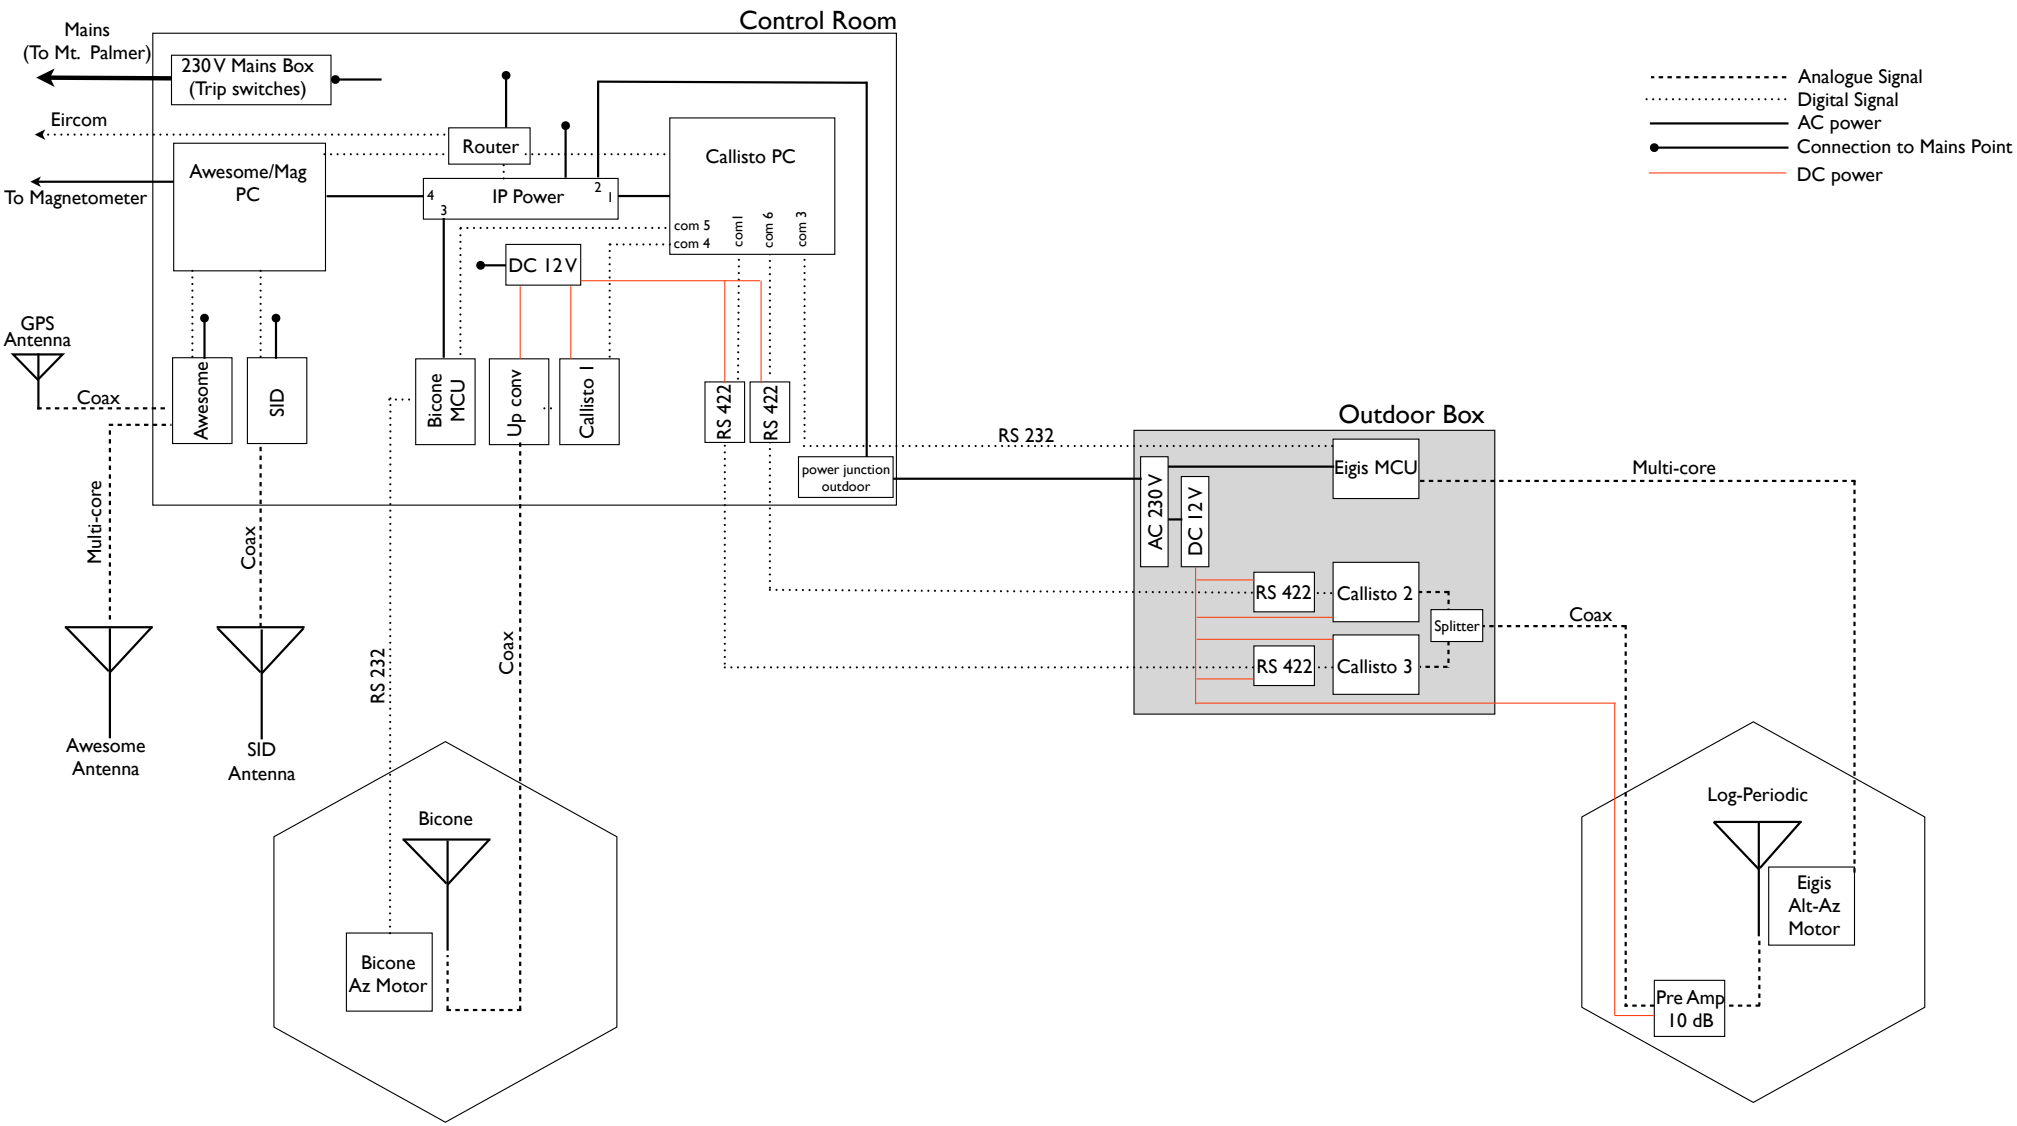 Control Room
Mains
(To Mt. Palmer)
230 V Mains Box
(Trip switches)
Analogue Signal
Digital Signal
AC power
Connection to Mains Point
DC power
Eircom
Router
Callisto PC
Awesome/Mag
PC
To Magnetometer
IP Power
4
3
2
1
com 5
com 4
com1
com 6
com 3
DC 12V
GPS
Antenna
Coax
Awesome
SID
Bicone
MCU
Up conv
Callisto 1
RS 422
RS 422
power junction
outdoor
RS 232
Outdoor Box
Eigis MCU
AC 230 V
DC 12 V
Multi-core
RS 422
Callisto 2
Splitter
Coax
RS 422
Callisto 3
Multi-core
Coax
RS 232
Coax
Awesome
Antenna
SID
Antenna
Bicone
Bicone
Az Motor
Log-Periodic
Eigis
Alt-Az
Motor
Pre Amp
10 dB